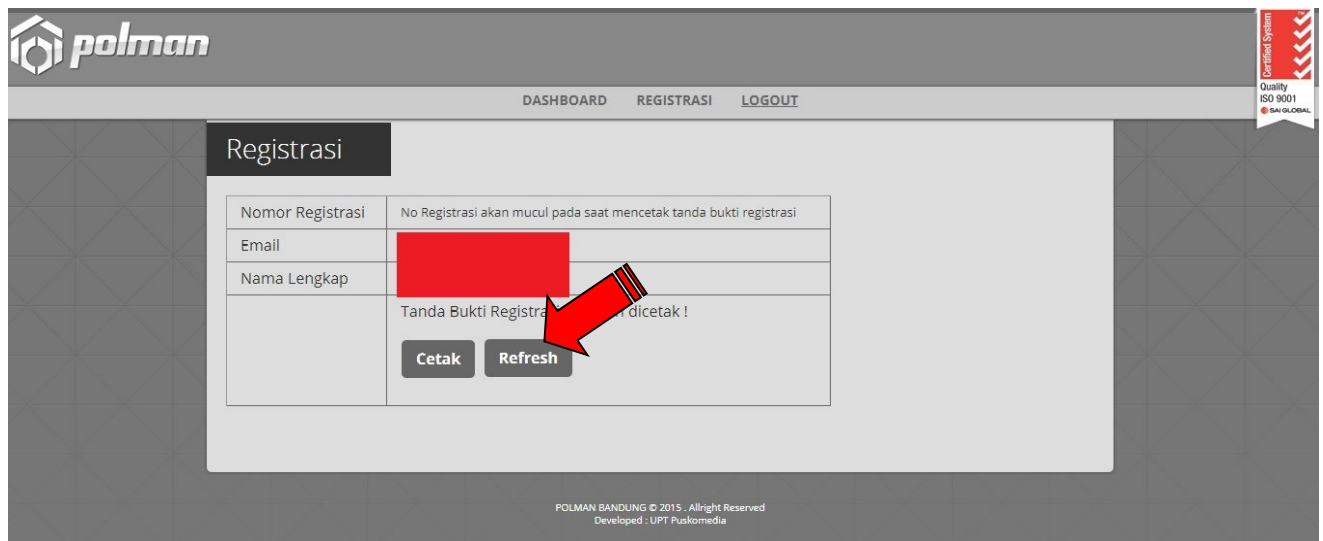 polman
Certified System
Quality
ISO 9001
SAI GLOBAL
DASHBOARD REGISTRASI LOGOUT
Registrasi
Nomor Registrasi No Registrasi akan mucul pada saat mencetak tanda bukti registrasi
Email
Nama Lengkap
Tanda Bukti dicetak !
Cetak Refresh
POLMAN BANDUNG © 2015 . Allright Reserved
Developed : UPT Puskomedia